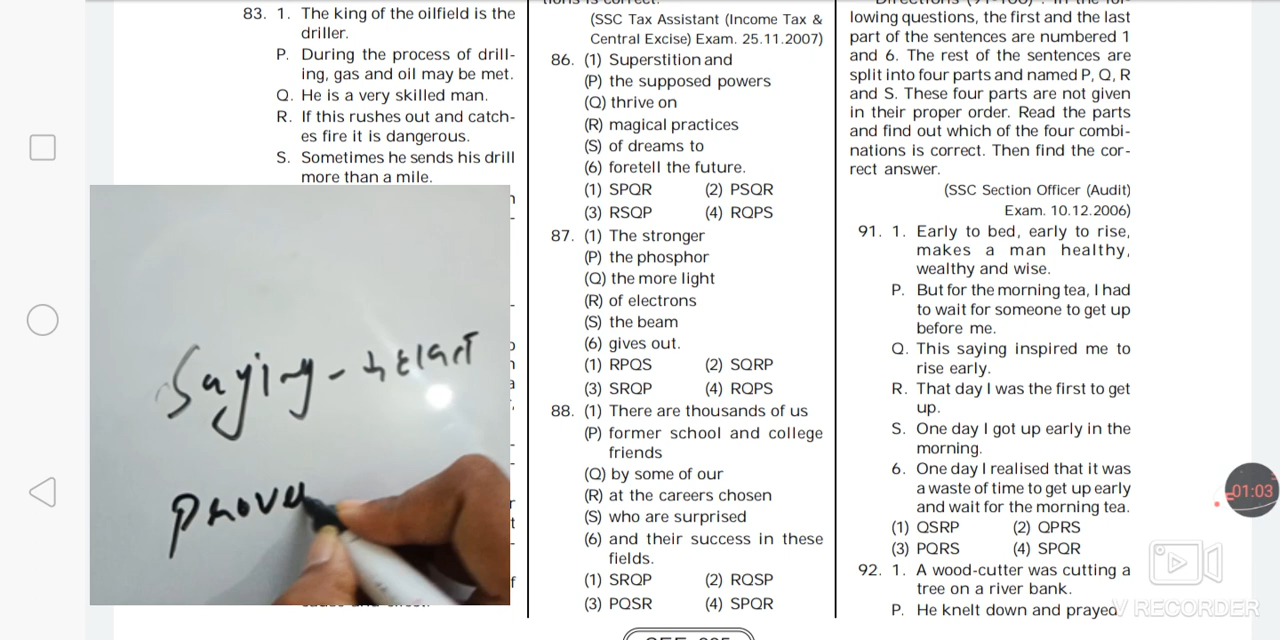 83. 1. The king of the oilfield is the
driller.
P. During the process of drill-
ing, gas and oil may be met.
Q. He is a very skilled man.
R. If this rushes out and catch-
es fire it is dangerous.
S. Sometimes he sends his drill
more than a mile.
Saying -
prove
(SSC Tax Assistant (Income Tax &
Central Excise) Exam. 25.11.2007)
86. (1) Superstition and
(P) the supposed powers
(Q) thrive on
(R) magical practices
(S) of dreams to
(6) foretell the future.
(1) SPQR (2) PSQR
(3) RSQP (4) RQPS
87. (1) The stronger
(P) the phosphor
(Q) the more light
(R) of electrons
(S) the beam
(6) gives out.
(1) RPQS (2) SQRP
(3) SRQP (4) RQPS
88. (1) There are thousands of us
(P) former school and college
friends
(Q) by some of our
(R) at the careers chosen
(S) who are surprised
(6) and their success in these
fields.
(1) SRQP (2) RQSP
(3) PQSR (4) SPQR
lowing questions, the first and the last
part of the sentences are numbered 1
and 6. The rest of the sentences are
split into four parts and named P, Q, R
and S. These four parts are not given
in their proper order. Read the parts
and find out which of the four combi-
nations is correct. Then find the cor-
rect answer.
(SSC Section Officer (Audit)
Exam. 10.12.2006)
91. 1. Early to bed, early to rise,
makes a man healthy,
wealthy and wise.
P. But for the morning tea, I had
to wait for someone to get up
before me.
Q. This saying inspired me to
rise early.
R. That day I was the first to get
up.
S. One day I got up early in the
morning.
6. One day I realised that it was
a waste of time to get up early
and wait for the morning tea.
(1) QSRP (2) QPRS
(3) PQRS (4) SPQR
92. 1. A wood-cutter was cutting a
tree on a river bank.
P. He knelt down and prayed
01:03
V RECORDER